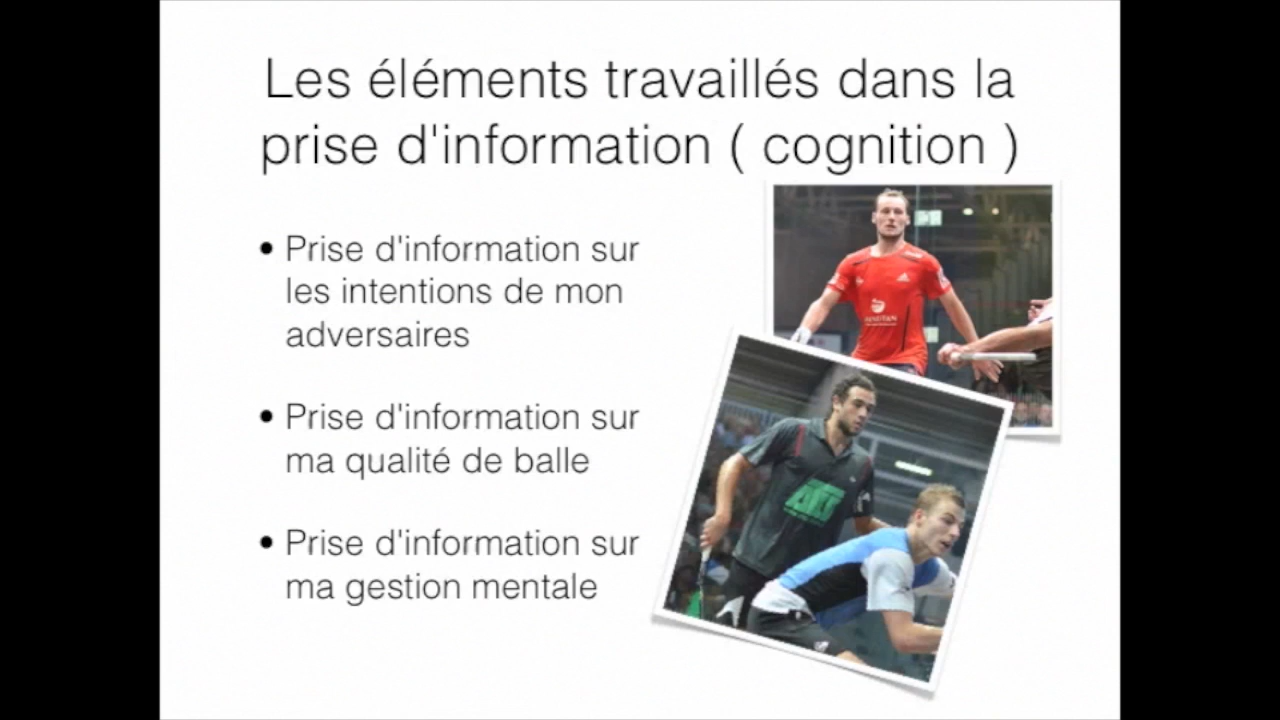 Les éléments travaillés dans la
prise d'information ( cognition )
• Prise d'information sur
les intentions de mon
adversaires
• Prise d'information sur
ma qualité de balle
• Prise d'information sur
ma gestion mentale